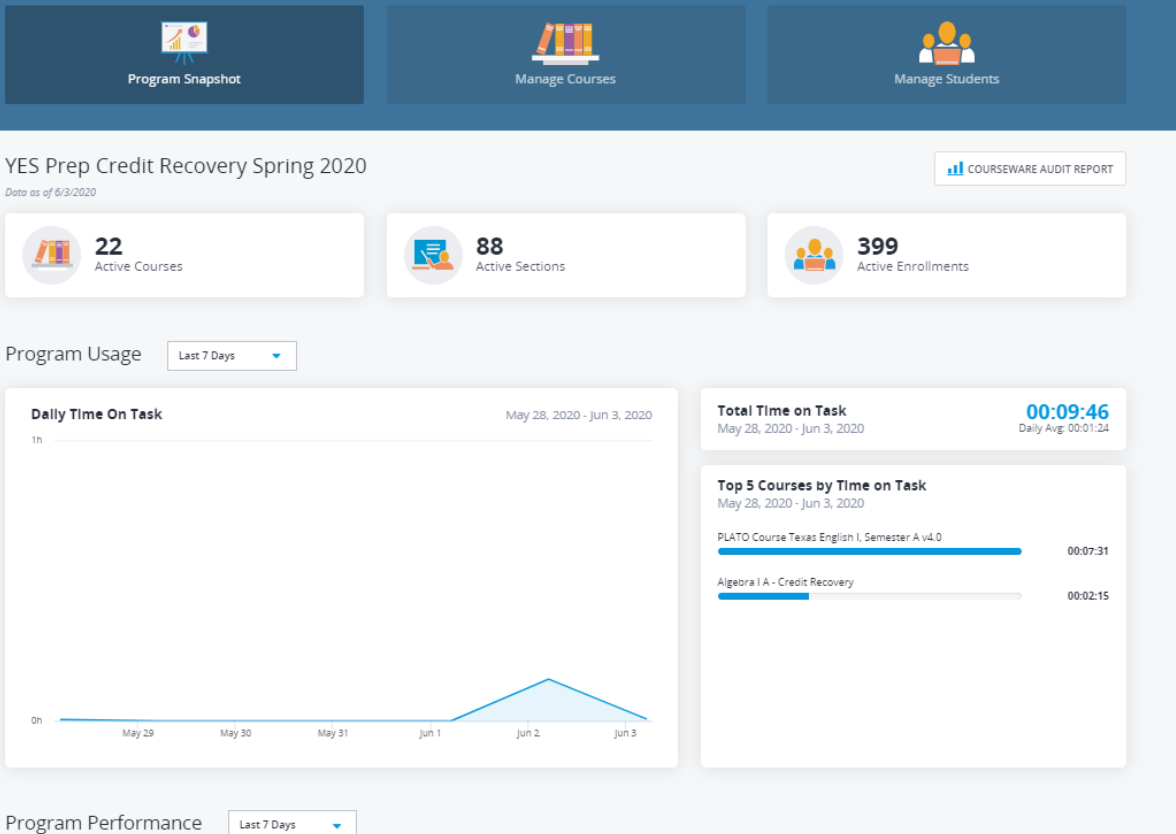 Program Snapshot
Manage Courses
Manage Students
YES Prep Credit Recovery Spring 2020
COURSEWARE AUDIT REPORT
Data as of 6/3/2020
22
Active Courses
88
Active Sections
399
Active Enrollments
Program Usage
Last 7 Days
Daily Time On Task
May 28, 2020 - Jun 3, 2020
1h
0h
May 29
May 30
May 31
Jun 1
Jun 2
Jun 3
Total Time on Task
00:09:46
May 28, 2020 - Jun 3, 2020
Daily Avg: 00:01:24
Top 5 Courses by Time on Task
May 28, 2020 - Jun 3, 2020
PLATO Course Texas English I, Semester A v4.0
00:07:31
Algebra I A - Credit Recovery
00:02:15
Program Performance
Last 7 Days